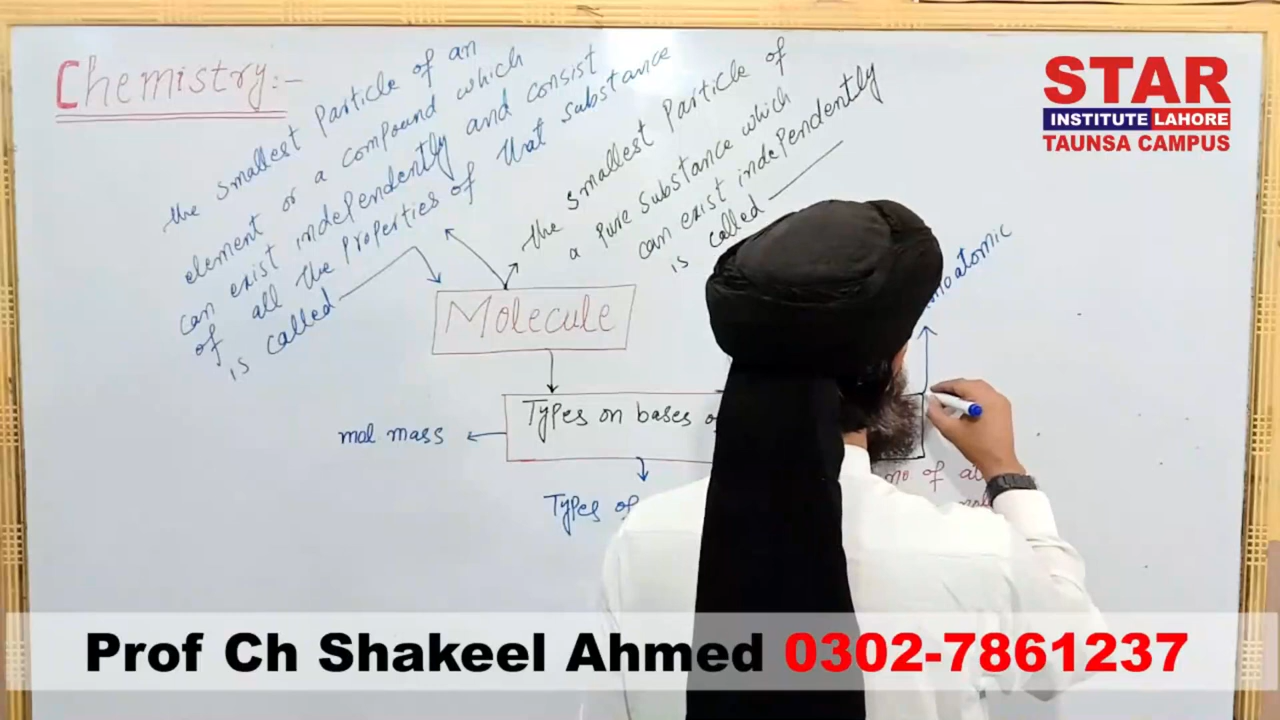 Chemistry:-
the smallest Particle of an
element or a compound which
can exist independently and consist
of all the Properties of that substance
is called
the smallest Particle of
a Pure substance which
can exist independently
is called
STAR
INSTITUTE LAHORE
TAUNSA CAMPUS
Molecule
Types on bases
mol mass
Types of
no. of
Prof Ch Shakeel Ahmed 0302-7861237